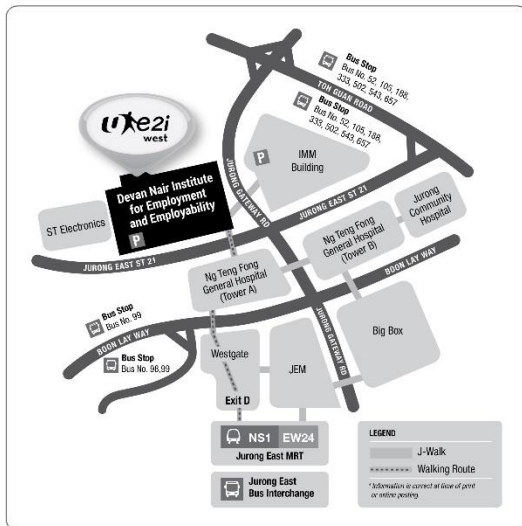 Bus Stop
Bus No. 52, 105, 188,
333, 502, 543, 657
TOH GUAN ROAD
Bus Stop
Bus No. 52, 105, 188,
333, 502, 543, 657
e2i
west
P
IMM
Building
JURONG GATEWAY RD
Devan Nair Institute
for Employment
and Employability
P
ST Electronics
JURONG EAST ST 21
JURONG EAST ST 21
Jurong
Community
Hospital
Ng Teng Fong
General Hospital
(Tower B)
Ng Teng Fong
General Hospital
(Tower A)
BOON LAY WAY
Bus Stop
Bus No. 99
BOON LAY WAY
Bus Stop
Bus No. 98,99
JURONG GATEWAY RD
Big Box
Westgate
JEM
Exit D
NS1 EW24
Jurong East MRT
Jurong East
Bus Interchange
LEGEND
J-Walk
Walking Route
* Information is correct at time of print
or online posting.